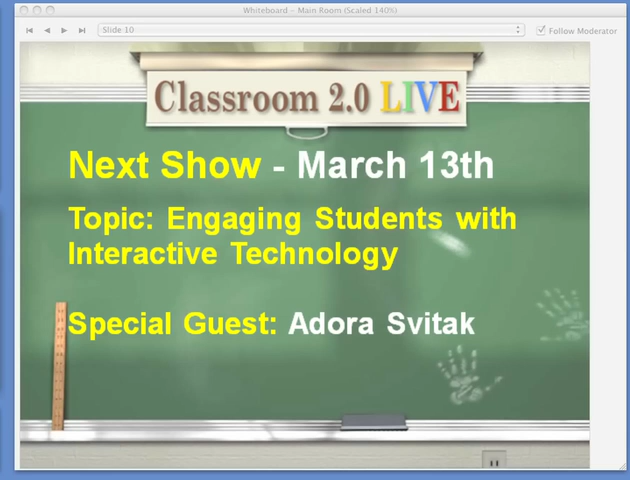 Whiteboard – Main Room (Scaled 140%)
Slide 10
Follow Moderator
Classroom 2.0 LIVE
Next Show - March 13th
Topic: Engaging Students with
Interactive Technology
Special Guest: Adora Svitak